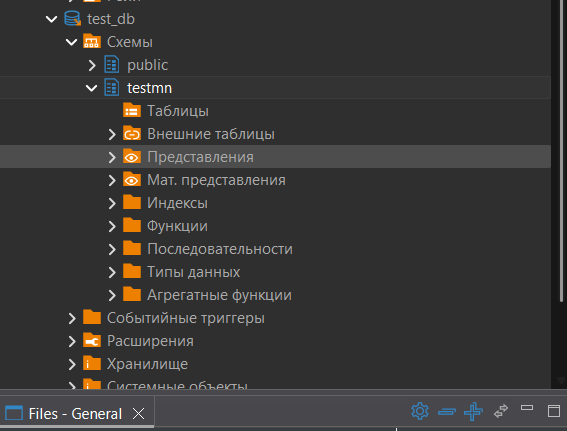 test_db
Схемы
public
testmn
Таблицы
Внешние таблицы
Представления
Мат. представления
Индексы
Функции
Последовательности
Типы данных
Агрегатные функции
Событийные триггеры
Расширения
Хранилище
Системные объекты
Files - General